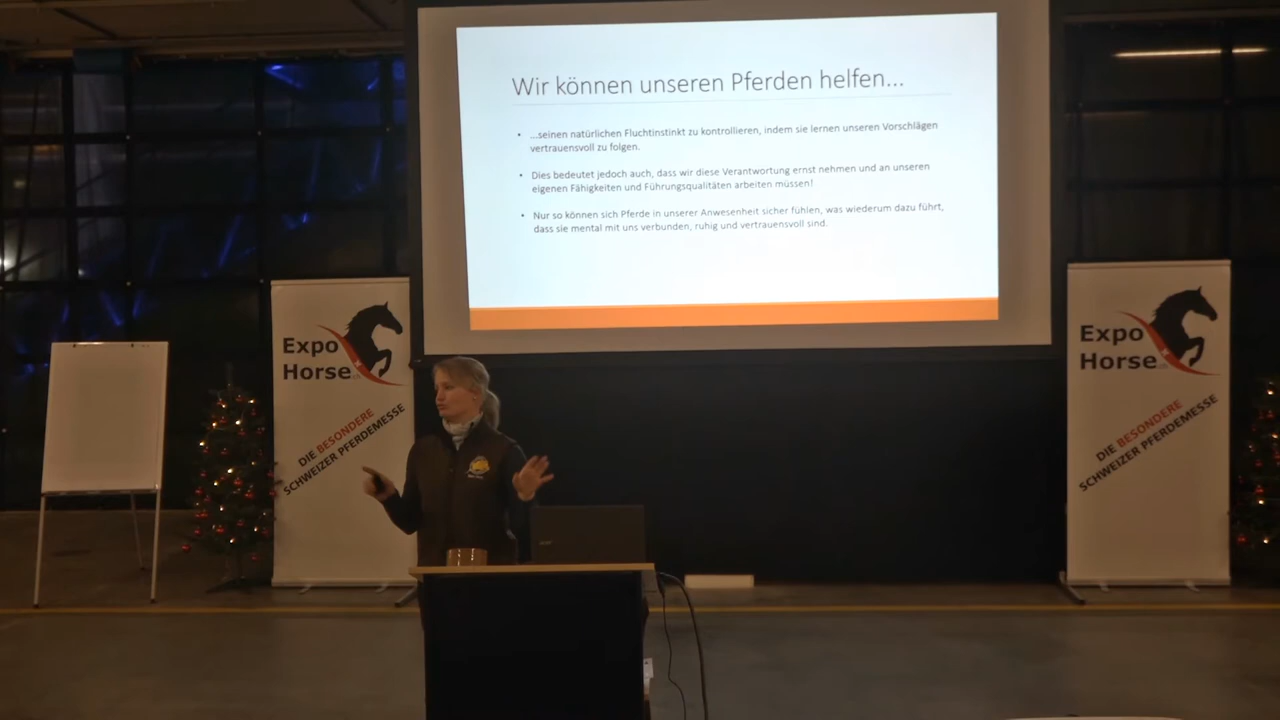 Wir können unseren Pferden helfen...
• ...seinen natürlichen Fluchtinstinkt zu kontrollieren, indem sie lernen unseren Vorschlägen
vertrauensvoll zu folgen.
• Dies bedeutet jedoch auch, dass wir diese Verantwortung ernst nehmen und an unseren
eigenen Fähigkeiten und Führungsqualitäten arbeiten müssen!
• Nur so können sich Pferde in unserer Anwesenheit sicher fühlen, was wiederum dazu führt,
dass sie mental mit uns verbunden, ruhig und vertrauensvoll sind.
Expo
Horse
DIE BESONDERE
SCHWEIZER PFERDEMESSE
Expo
Horse
DIE BESONDERE
SCHWEIZER PFERDEMESSE